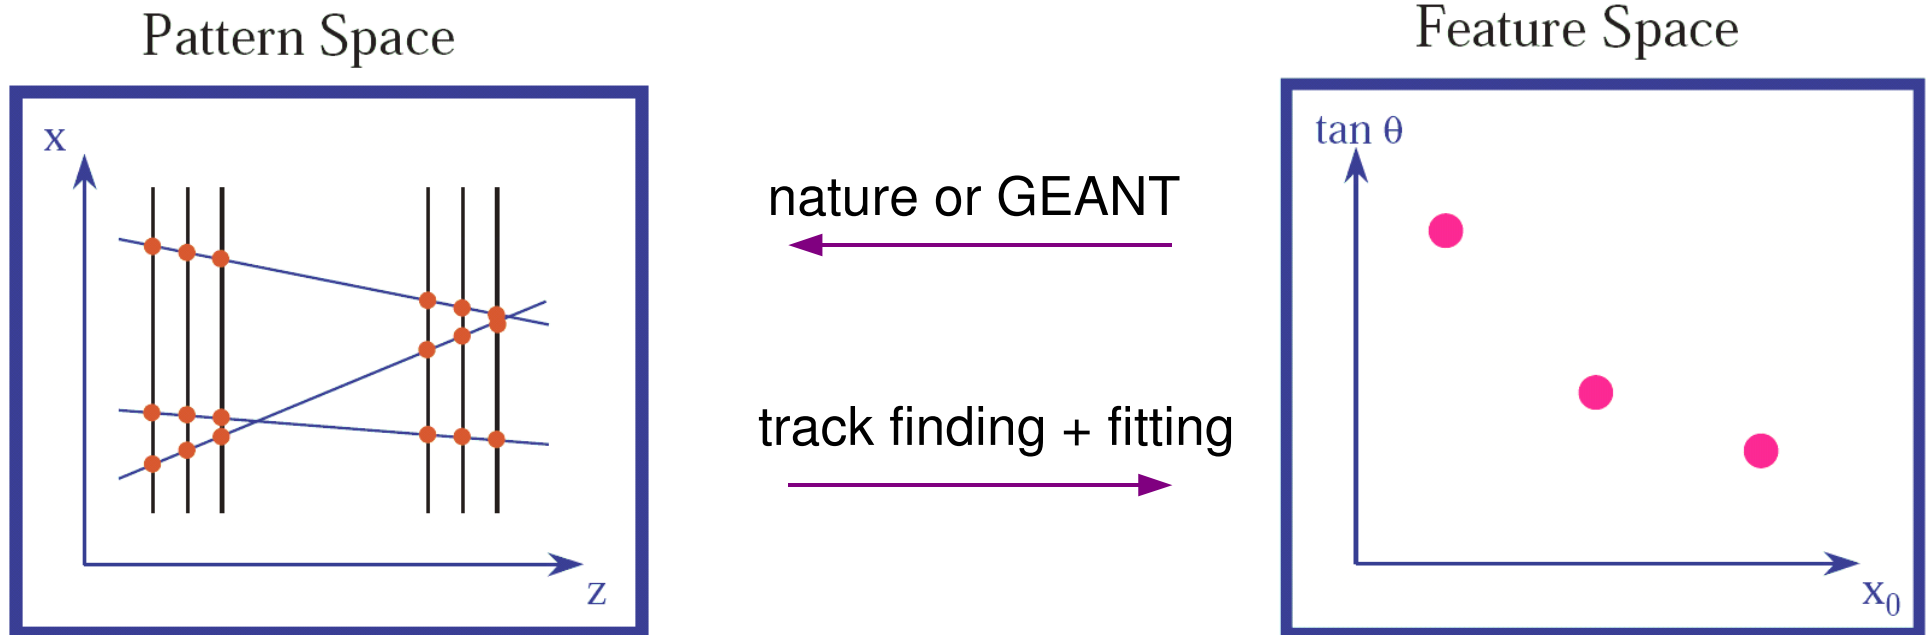 Pattern Space
x
z
nature or GEANT
track finding + fitting
Feature Space
tan θ
x₀